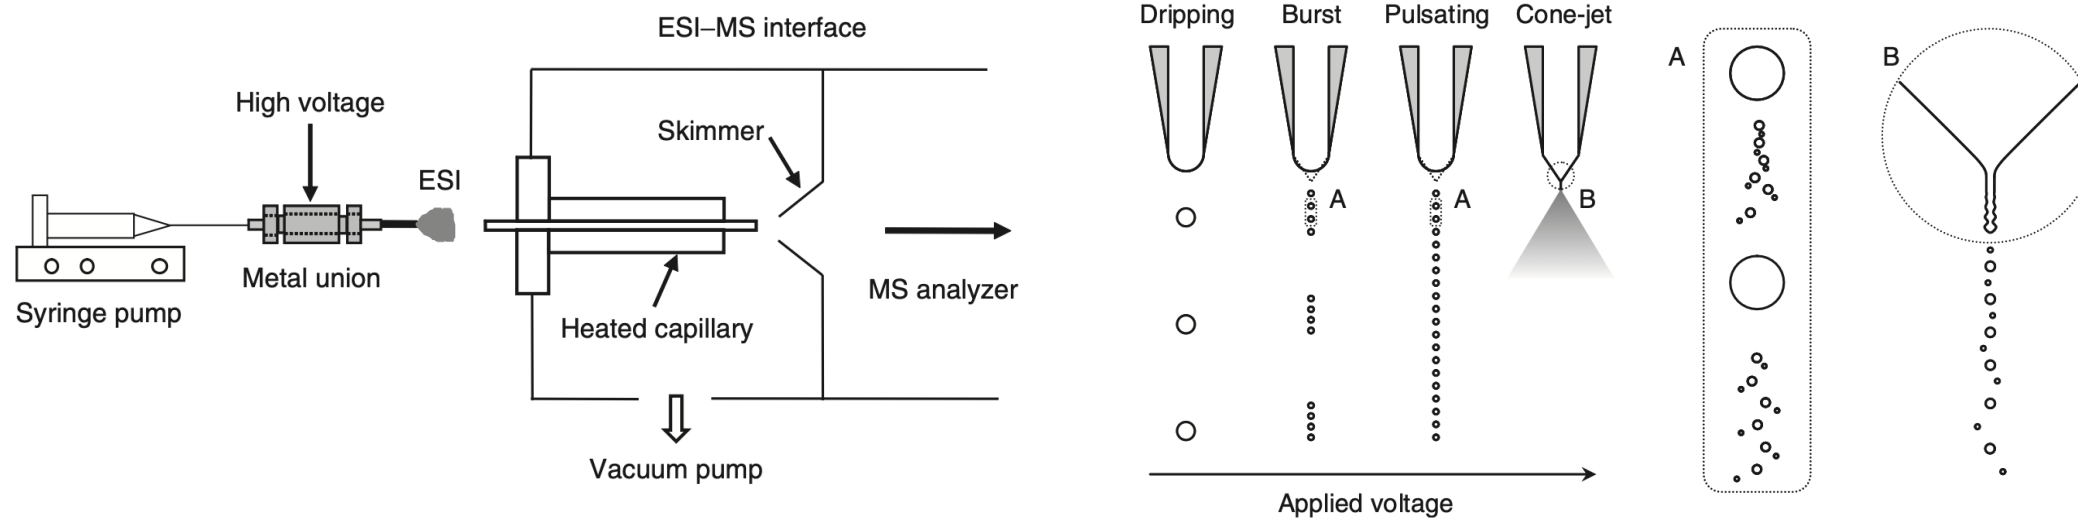 ESI–MS interface
High voltage
Skimmer
ESI
Metal union
Syringe pump
Heated capillary
MS analyzer
Vacuum pump
Dripping
Burst
Pulsating
Cone-jet
A
A
B
Applied voltage
A
B